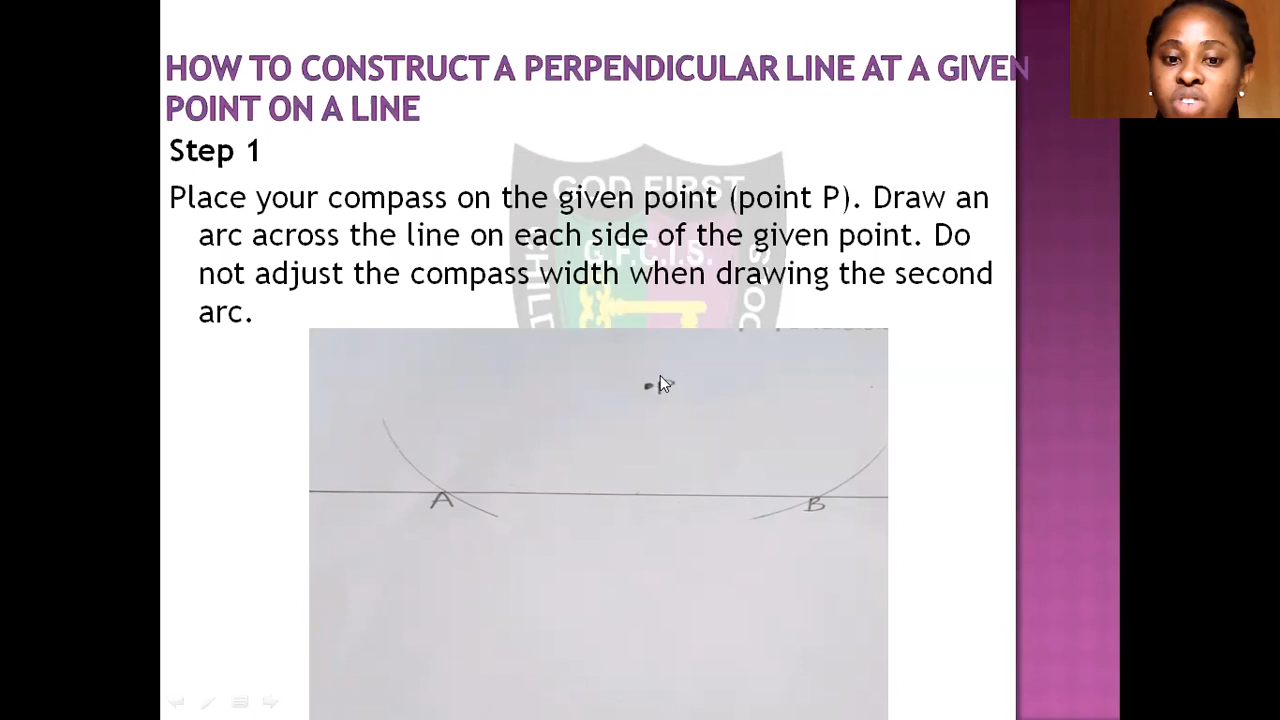 HOW TO CONSTRUCT A PERPENDICULAR LINE AT A GIVEN
POINT ON A LINE
Step 1
Place your compass on the given point (point P). Draw an
arc across the line on each side of the given point. Do
not adjust the compass width when drawing the second
arc.
GOD FIRST
G.F.C.I.S.
A
B